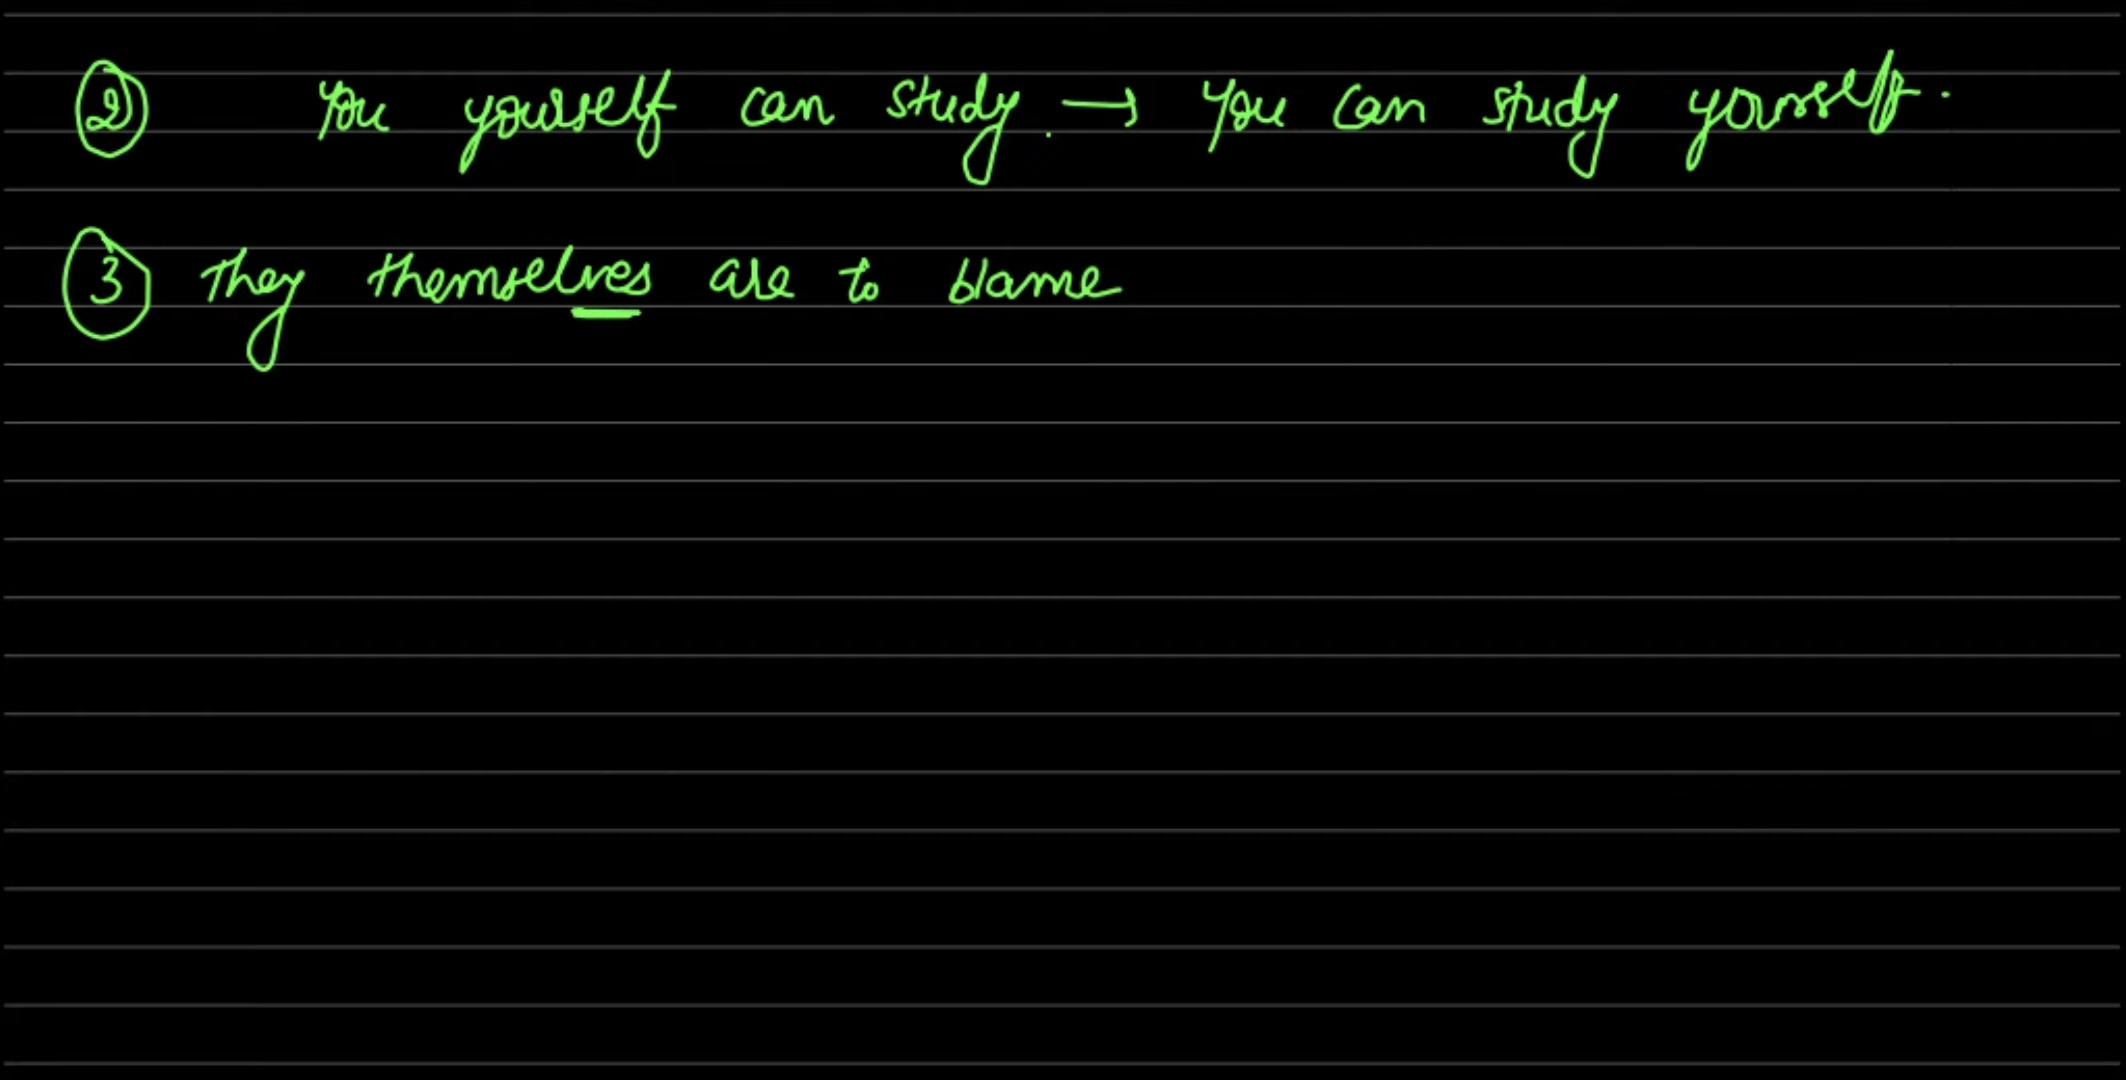 ② You yourself can study. → You can study yourself.
③ They themselves are to blame